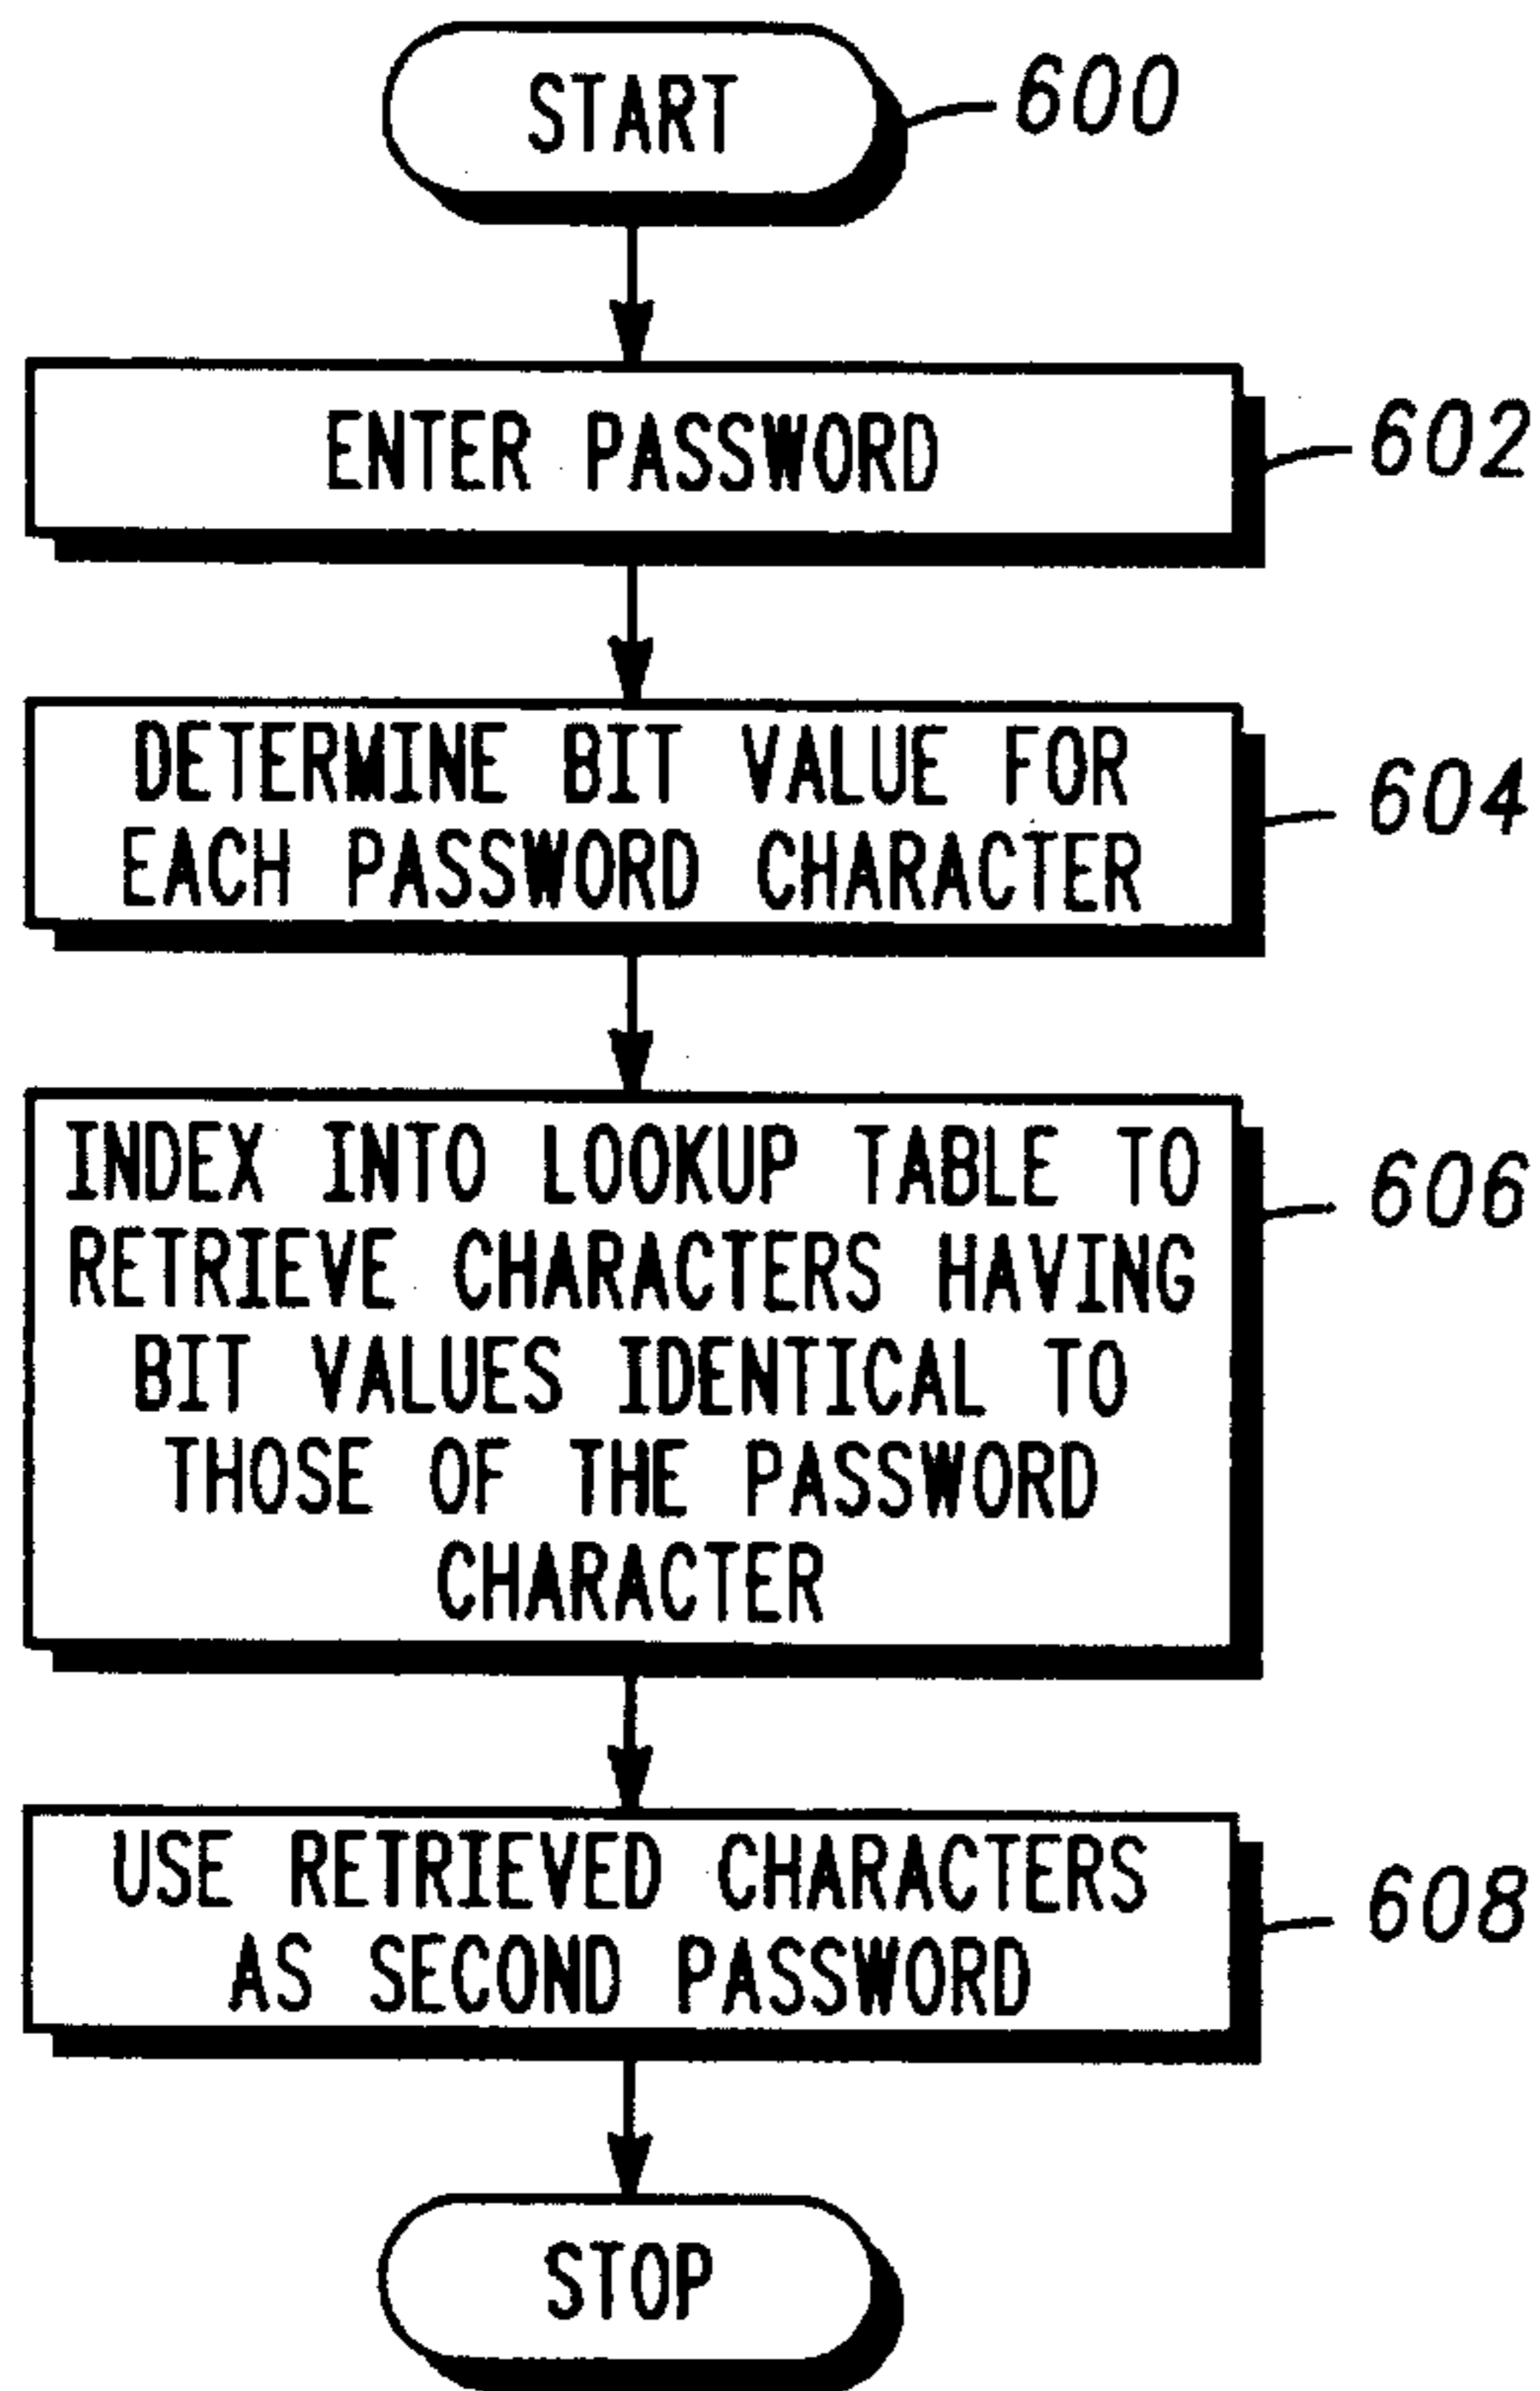 START
600
ENTER PASSWORD
602
DETERMINE BIT VALUE FOR
EACH PASSWORD CHARACTER
604
INDEX INTO LOOKUP TABLE TO
RETRIEVE CHARACTERS HAVING
BIT VALUES IDENTICAL TO
THOSE OF THE PASSWORD
CHARACTER
606
USE RETRIEVED CHARACTERS
AS SECOND PASSWORD
608
STOP